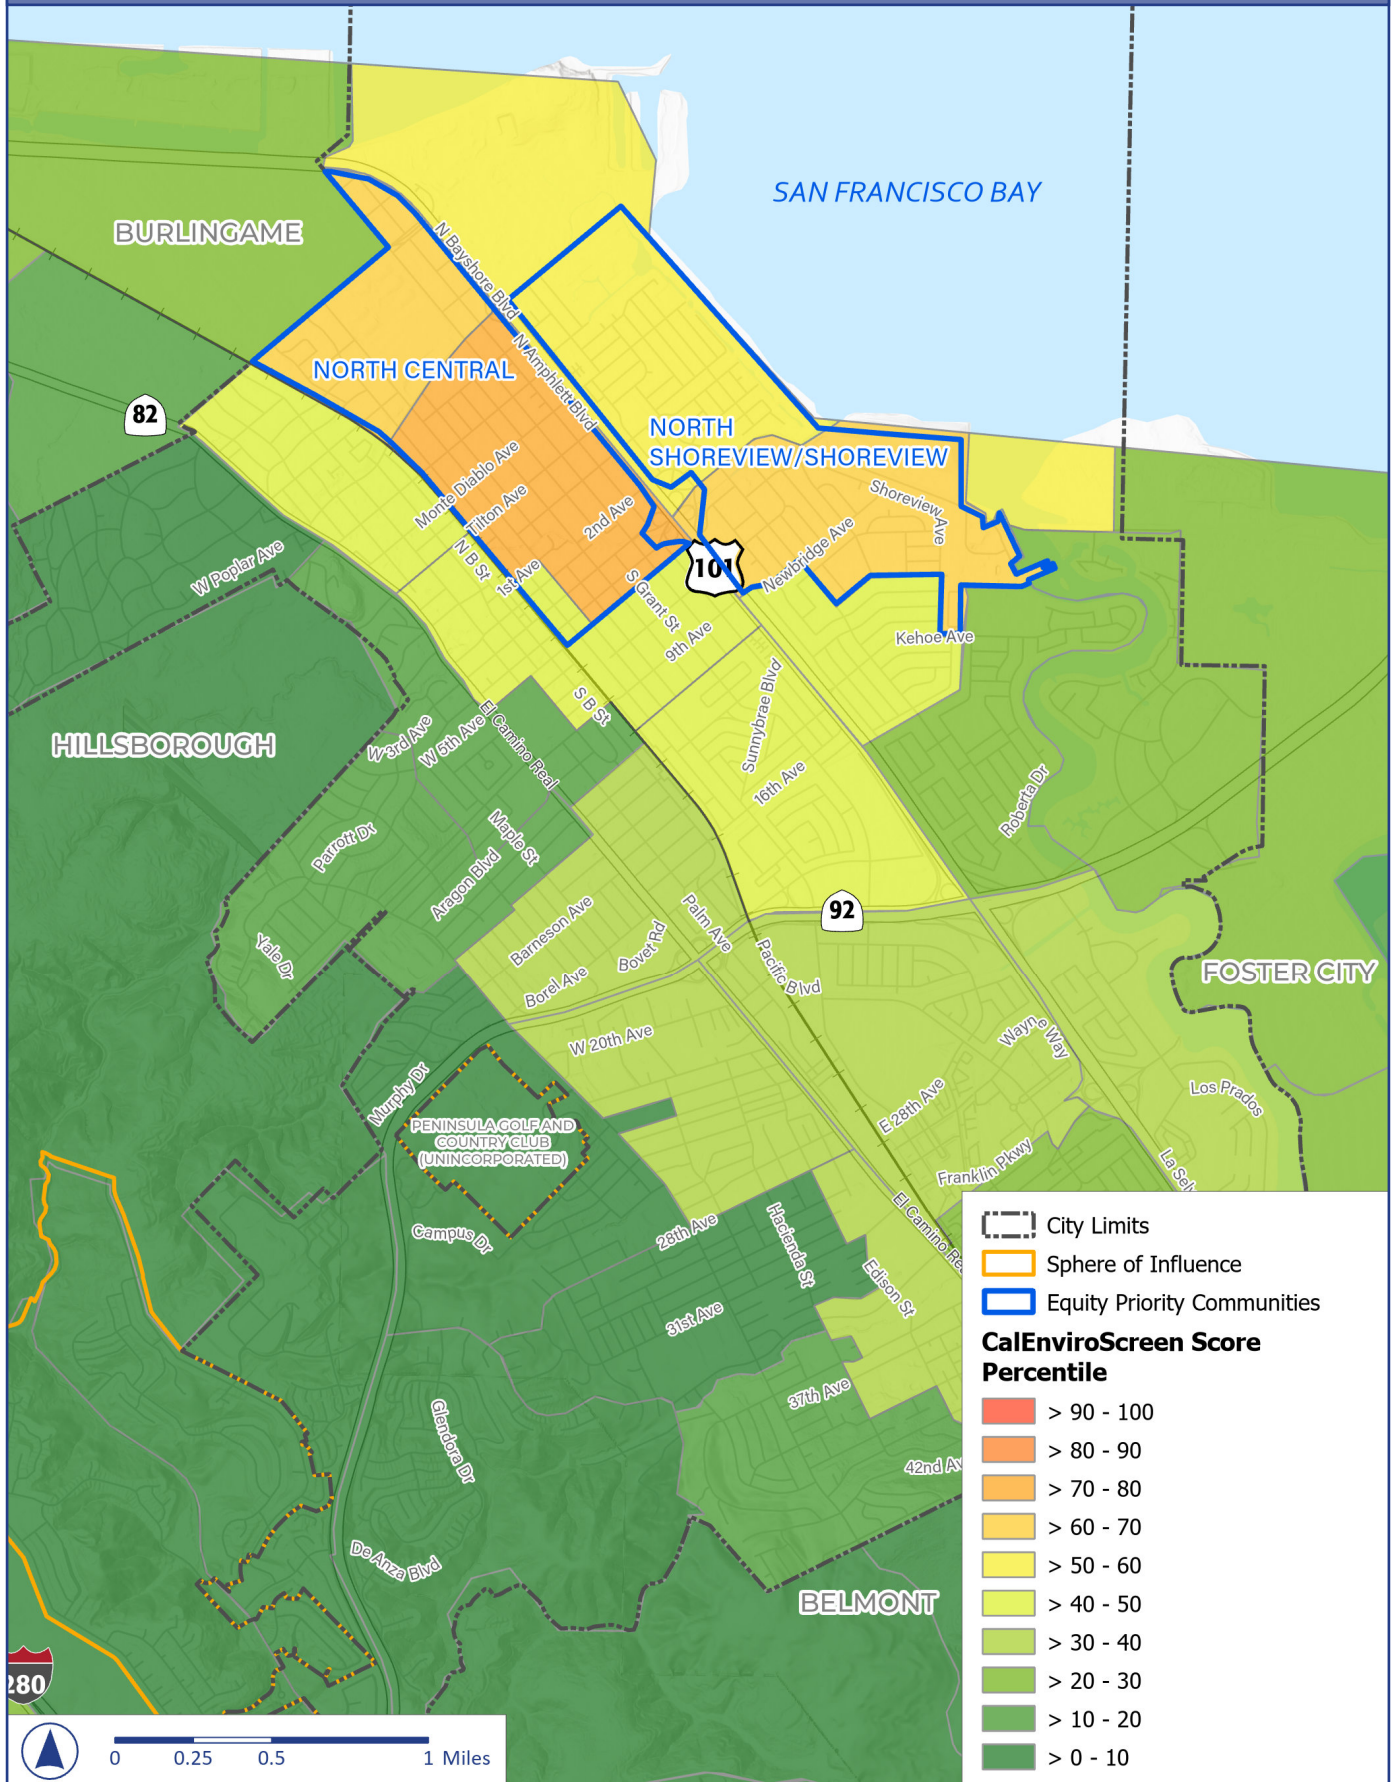 SAN FRANCISCO BAY
BURLINGAME
N Bayshore Blvd
N Amphlett Blvd
NORTH CENTRAL
82
NORTH
SHOREVIEW/SHOREVIEW
Monte Diablo Ave
Tilton Ave
2nd Ave
Shoreview Ave
Newbridge Ave
N B St
1st Ave
101
W Poplar Ave
S Grant St
9th Ave
Kehoe Ave
S B St
Sunnybrae Blvd
El Camino Real
W 3rd Ave
W 5th Ave
HILLSBOROUGH
16th Ave
Roberta Dr
Parrott Dr
Maple St
Aragon Blvd
92
Barneson Ave
Palm Ave
Bovet Rd
Yale Dr
Borel Ave
Pacific Blvd
FOSTER CITY
W 20th Ave
Wayne Way
Murphy Dr
Los Prados
E 28th Ave
PENINSULA GOLF AND
COUNTRY CLUB
(UNINCORPORATED)
Franklin Pkwy
La Selv
Campus Dr
28th Ave
Hacienda St
El Camino Rea
Edison St
31st Ave
37th Ave
Glendora Dr
42nd Av
De Anza Blvd
BELMONT
280
City Limits
Sphere of Influence
Equity Priority Communities
CalEnviroScreen Score
Percentile
> 90 - 100
> 80 - 90
> 70 - 80
> 60 - 70
> 50 - 60
> 40 - 50
> 30 - 40
> 20 - 30
> 10 - 20
> 0 - 10
0 0.25 0.5 1 Miles